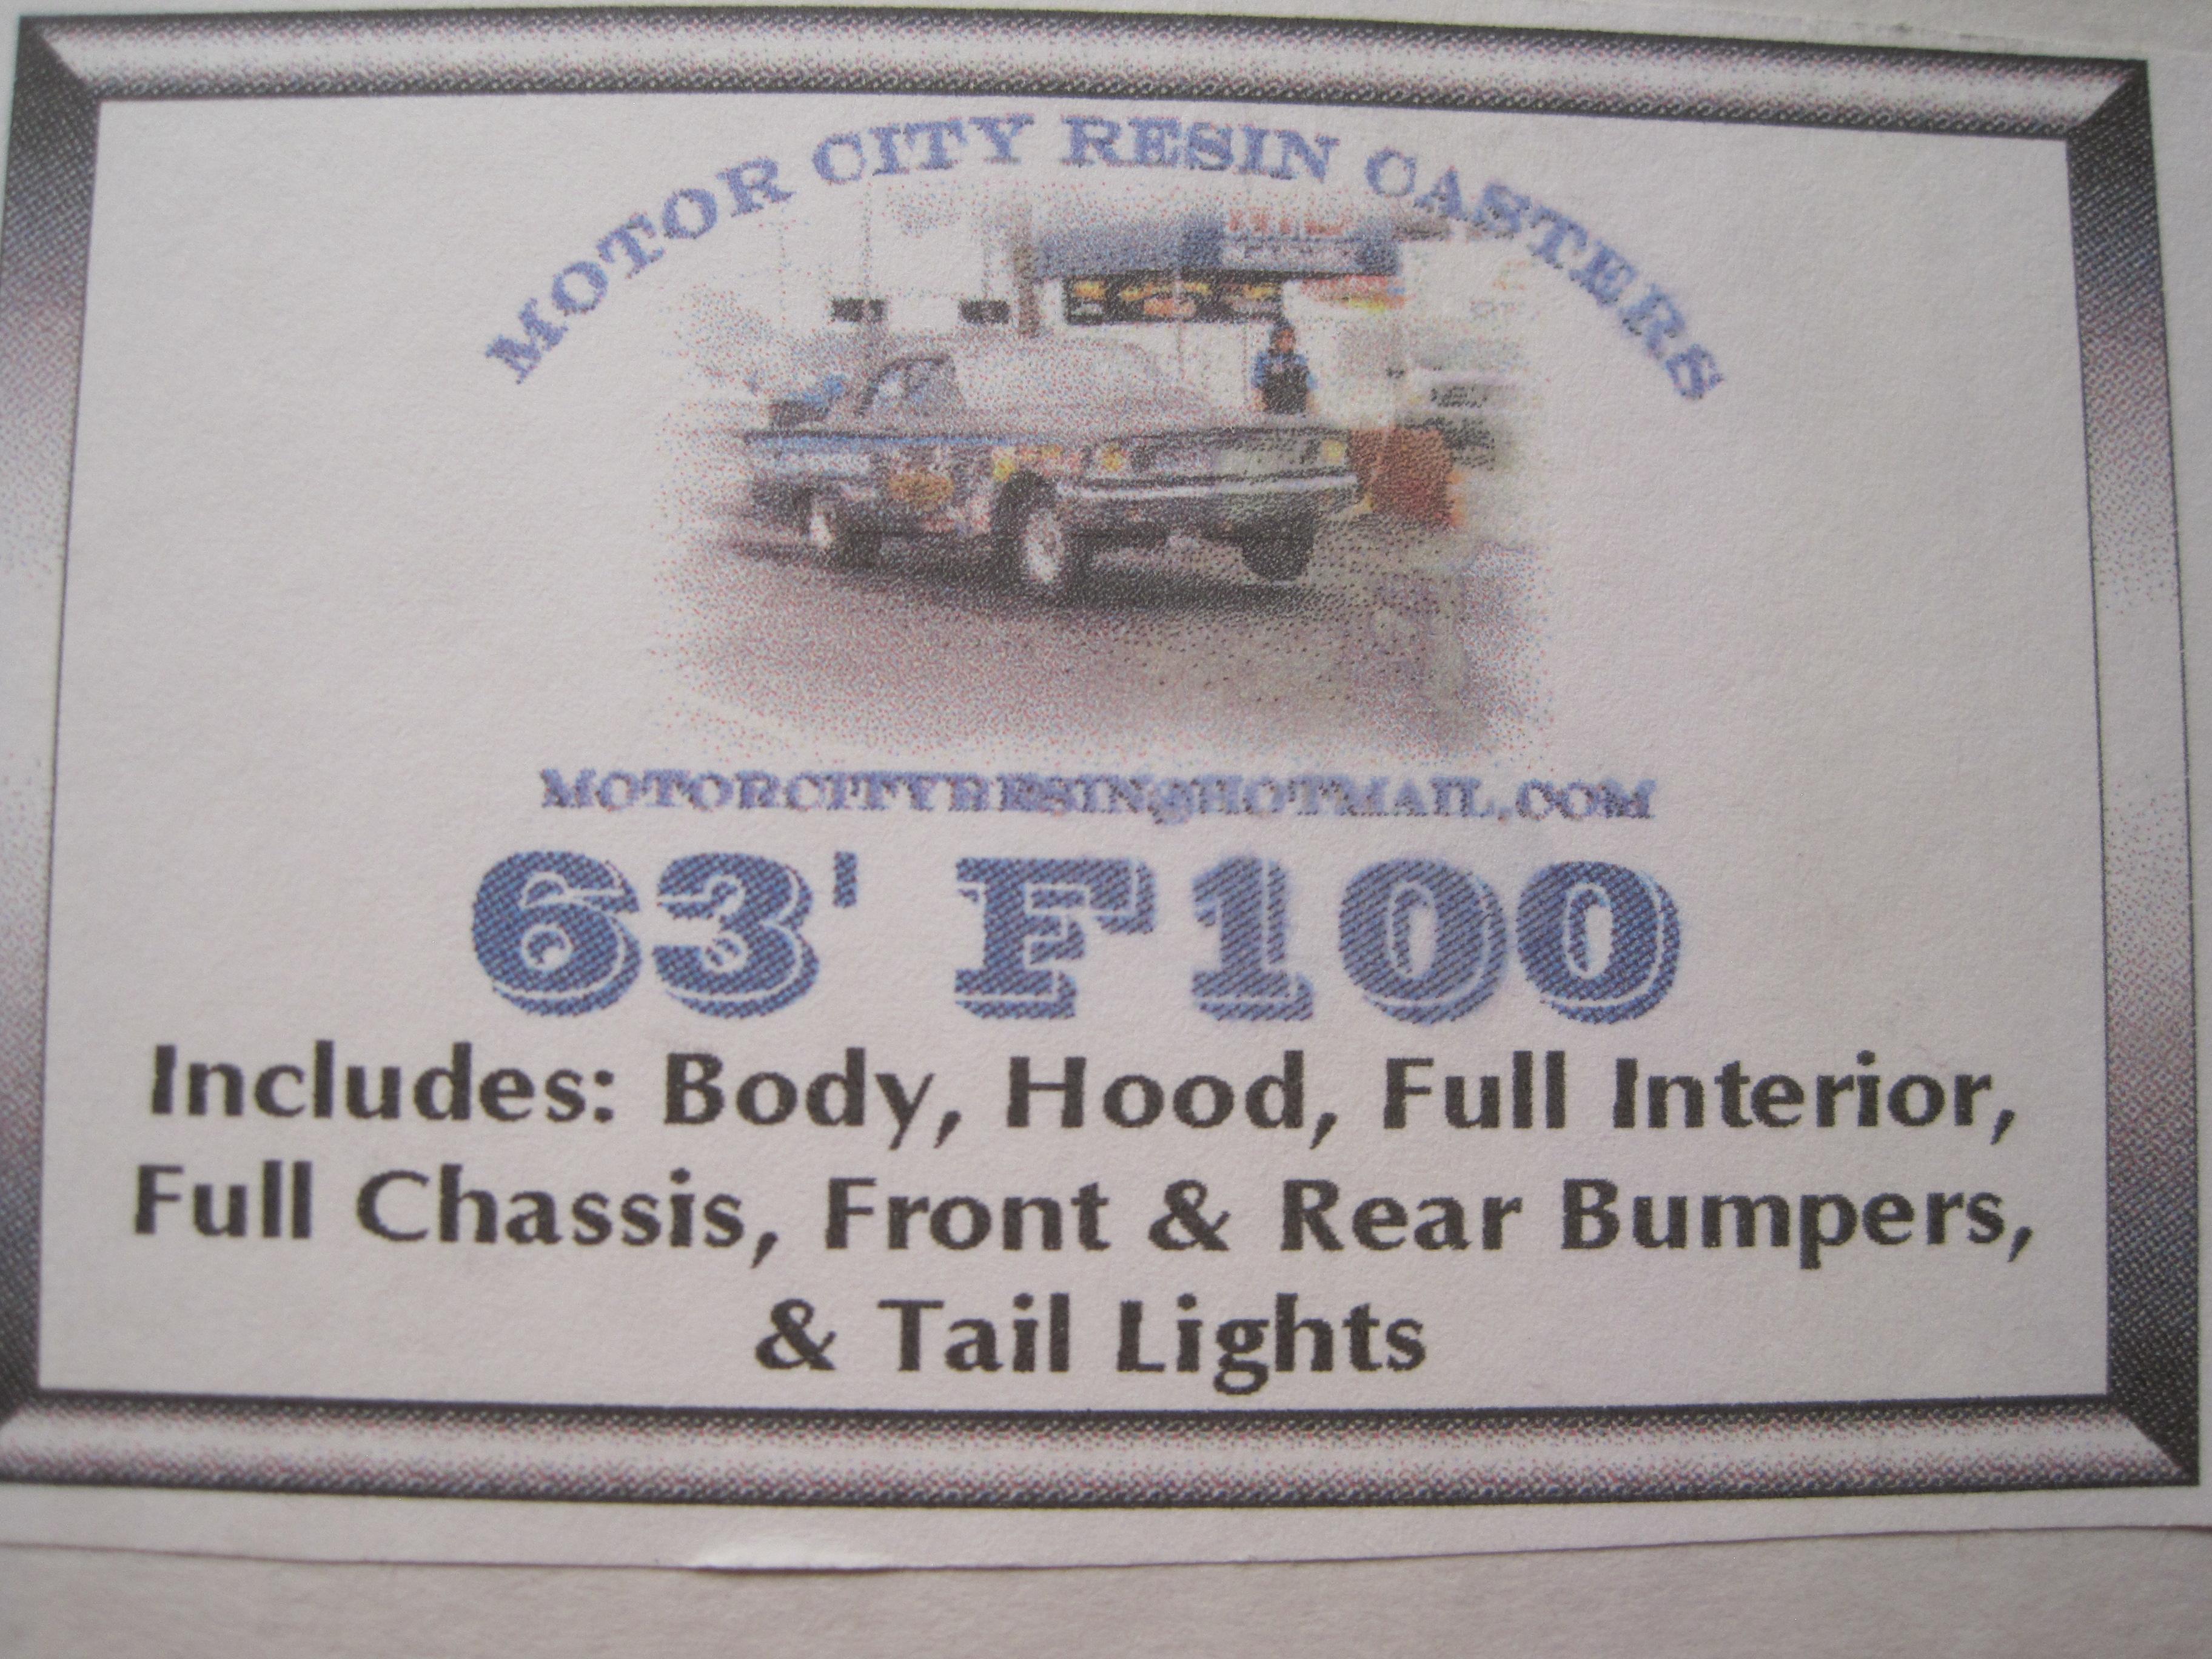 MOTOR CITY RESIN CASTERS
MOTORCITYRESIN@HOTMAIL.COM
63' F100
Includes: Body, Hood, Full Interior,
Full Chassis, Front & Rear Bumpers,
& Tail Lights